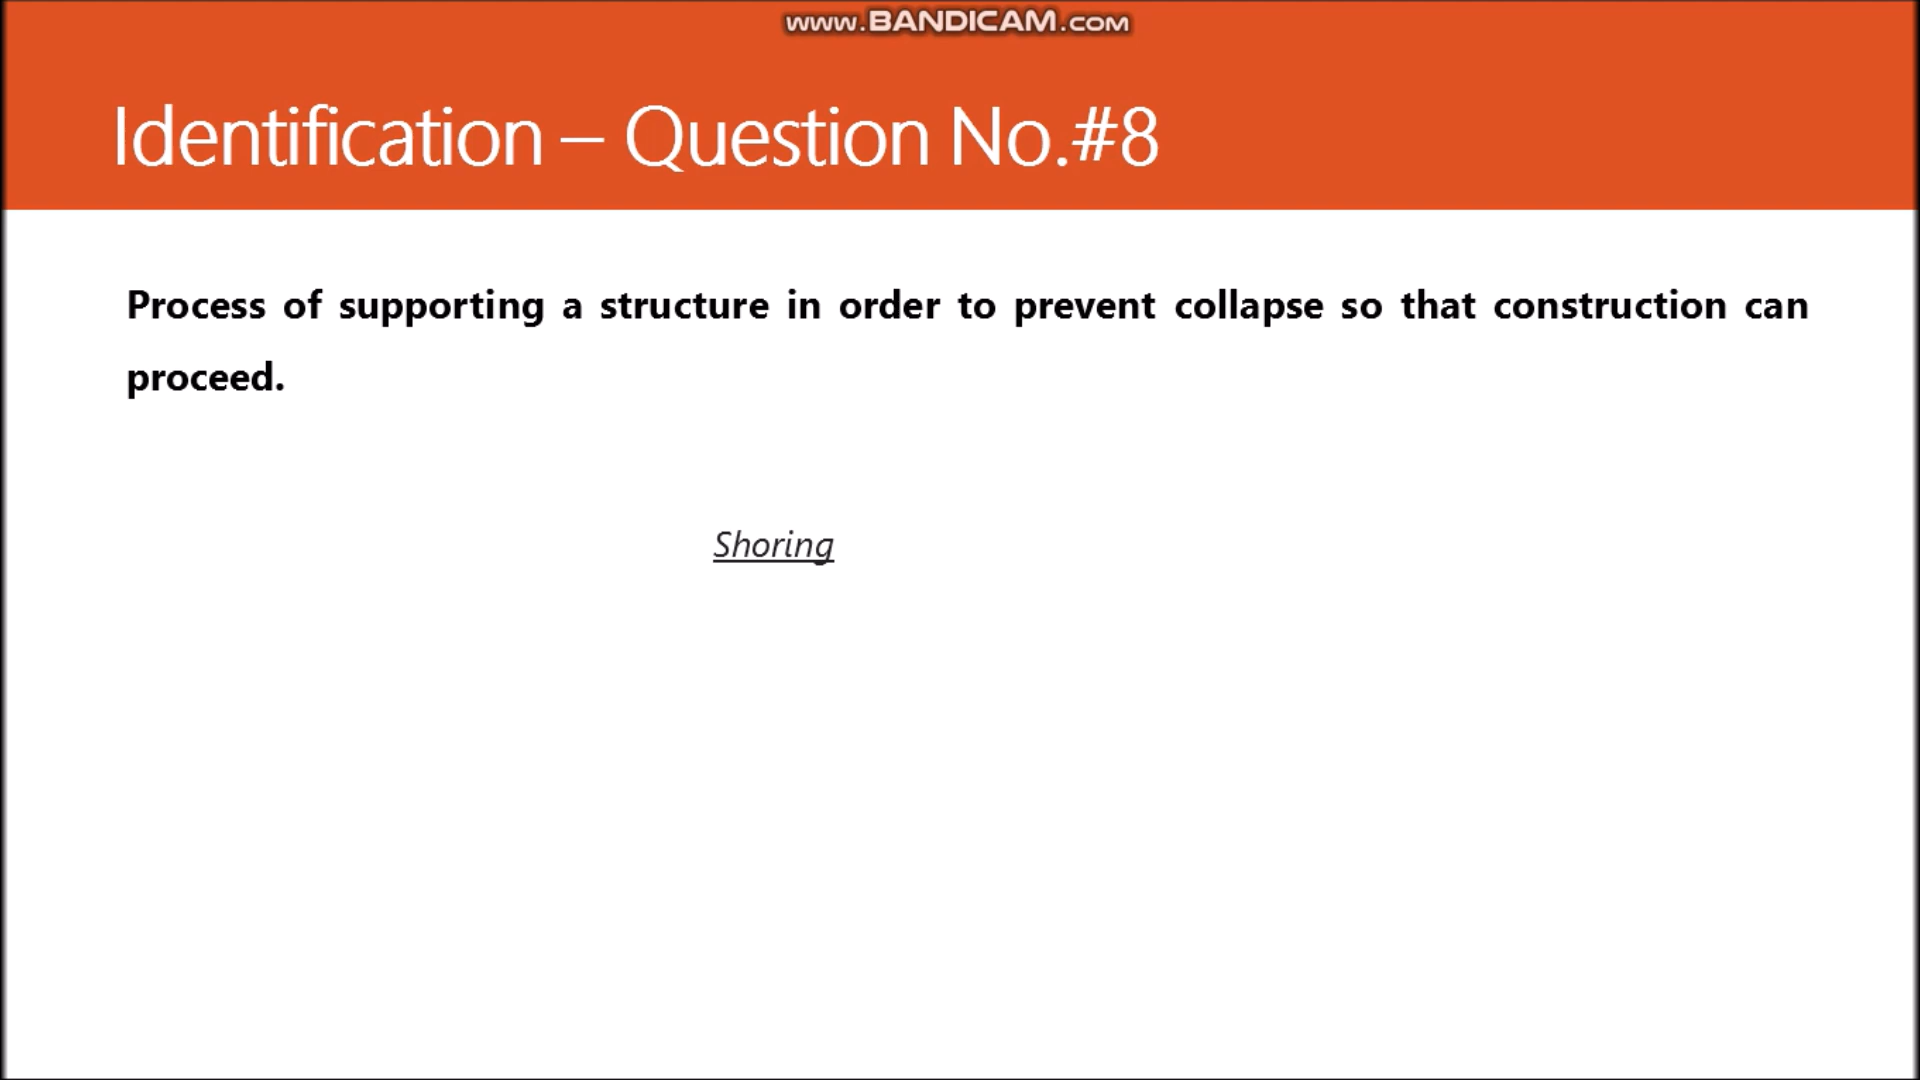 www.BANDICAM.com
Identification – Question No.#8
Process of supporting a structure in order to prevent collapse so that construction can
proceed.
Shoring